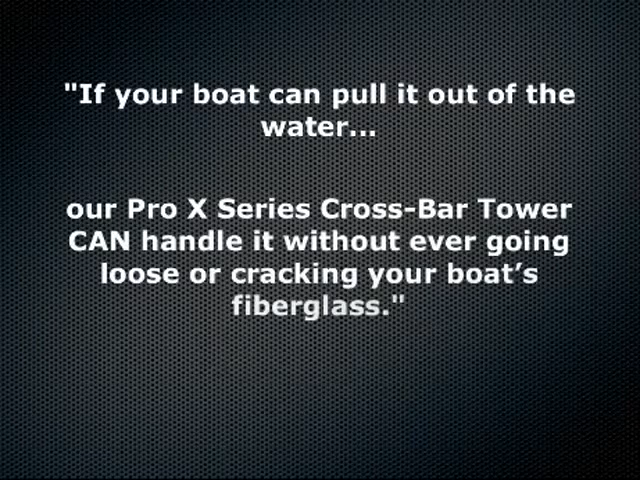 "If your boat can pull it out of the
water...
our Pro X Series Cross-Bar Tower
CAN handle it without ever going
loose or cracking your boat’s
fiberglass."